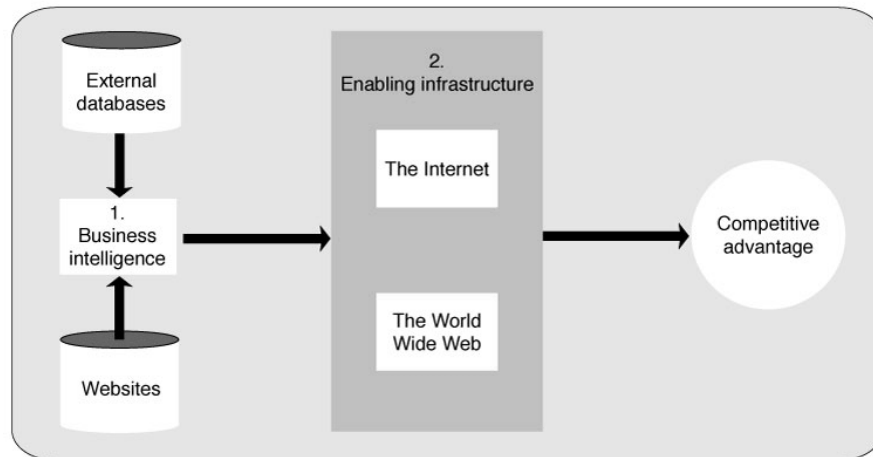 External
databases
1.
Business
intelligence
Websites
2.
Enabling infrastructure
The Internet
The World
Wide Web
Competitive
advantage